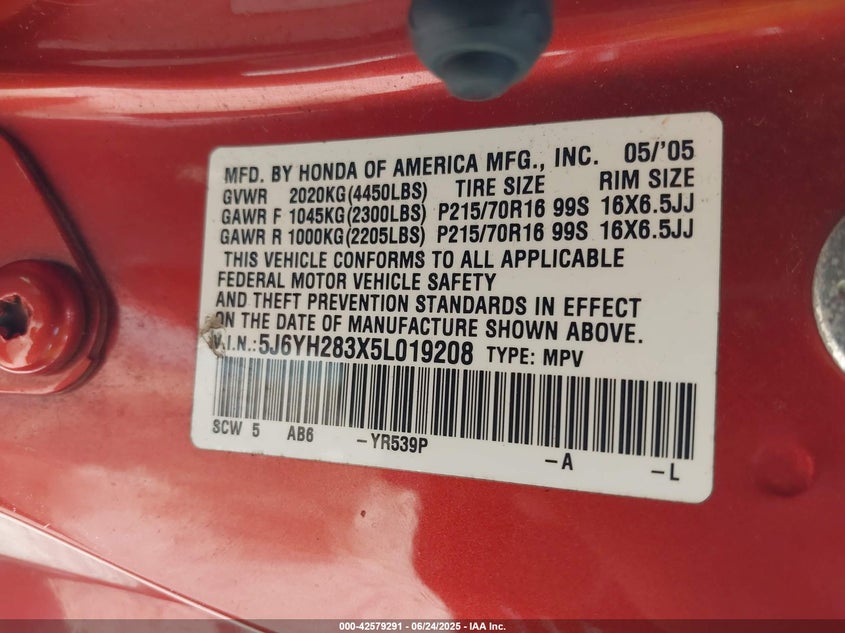 MFD. BY HONDA OF AMERICA MFG., INC. 05/'05
GVWR 2020KG(4450LBS) TIRE SIZE RIM SIZE
GAWR F 1045KG(2300LBS) P215/70R16 99S 16X6.5JJ
GAWR R 1000KG(2205LBS) P215/70R16 99S 16X6.5JJ
THIS VEHICLE CONFORMS TO ALL APPLICABLE
FEDERAL MOTOR VEHICLE SAFETY
AND THEFT PREVENTION STANDARDS IN EFFECT
ON THE DATE OF MANUFACTURE SHOWN ABOVE.
V.I.N.:5J6YH283X5L019208 TYPE: MPV
SCW 5 AB6 -YR539P -A -L
000-42579291 - 06/24/2025 - IAA Inc.